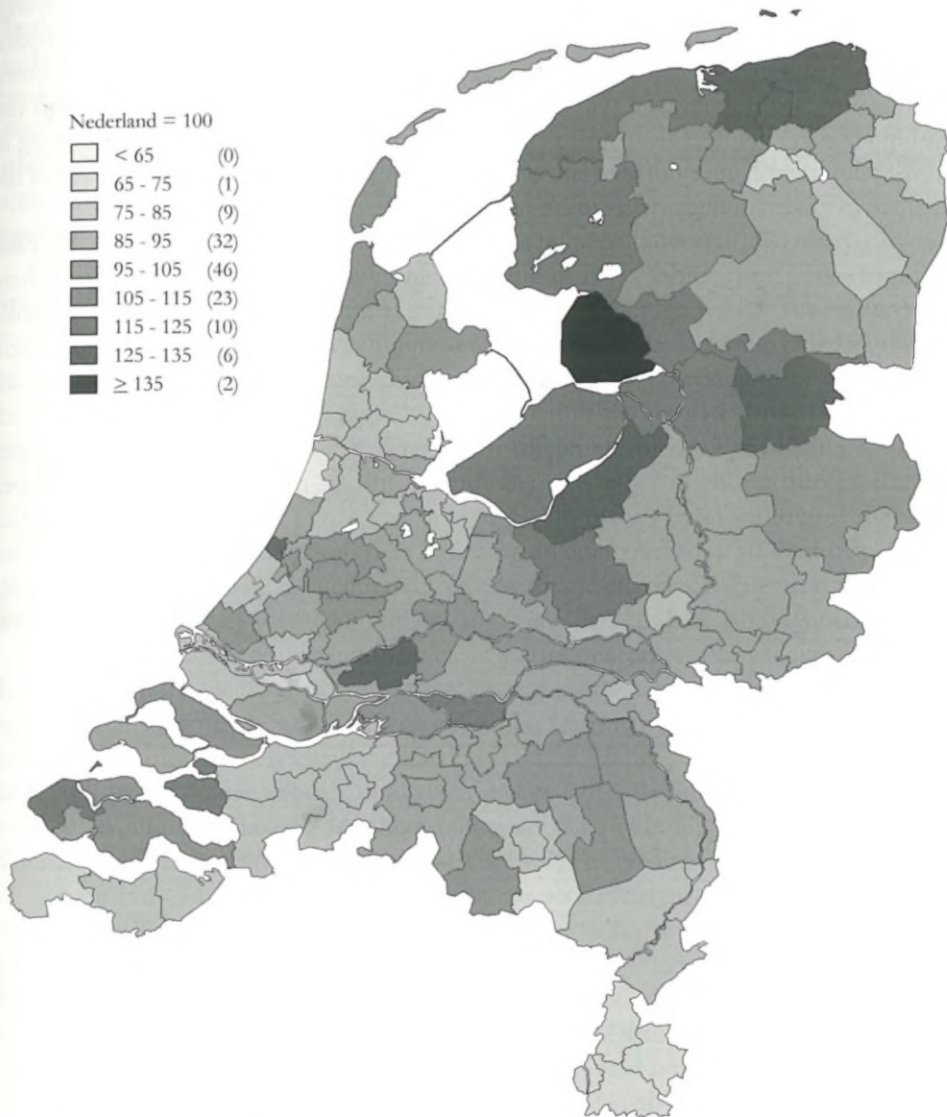 Nederland = 100
< 65 (0)
65 - 75 (1)
75 - 85 (9)
85 - 95 (32)
95 - 105 (46)
105 - 115 (23)
115 - 125 (10)
125 - 135 (6)
≥ 135 (2)